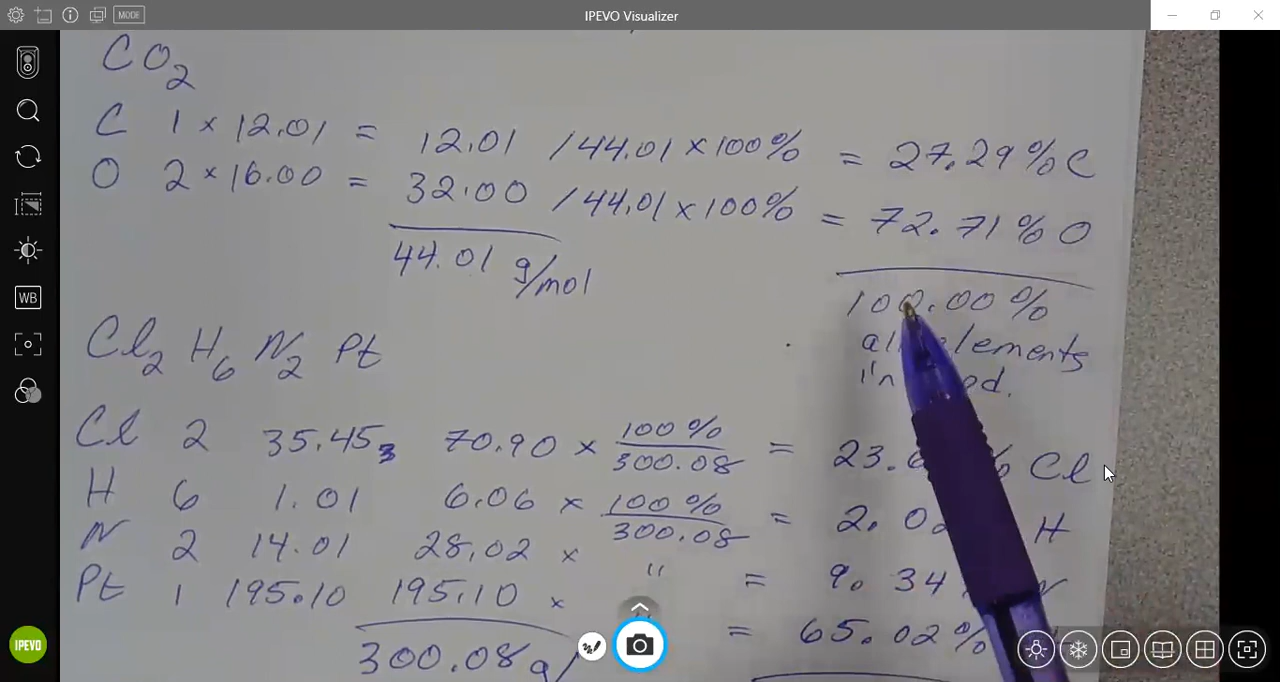 MODE
IPEVO Visualizer
CO2
C 1 × 12.01 = 12.01 /44.01 × 100% = 27.29% C
O 2 × 16.00 = 32.00 /44.01 × 100% = 72.71% O
44.01 g/mol
100.00%
elements
in
Cl2 H6 N2 Pt
Cl 2 35.453 70.90 × 100% / 300.08 = 23. % Cl
H 6 1.01 6.06 × 100% / 300.08 = 2.02 H
N 2 14.01 28.02 × " = 9.34 N
Pt 1 195.10 195.10 × " = 65.02%
300.08 g/
WB
IPEVO